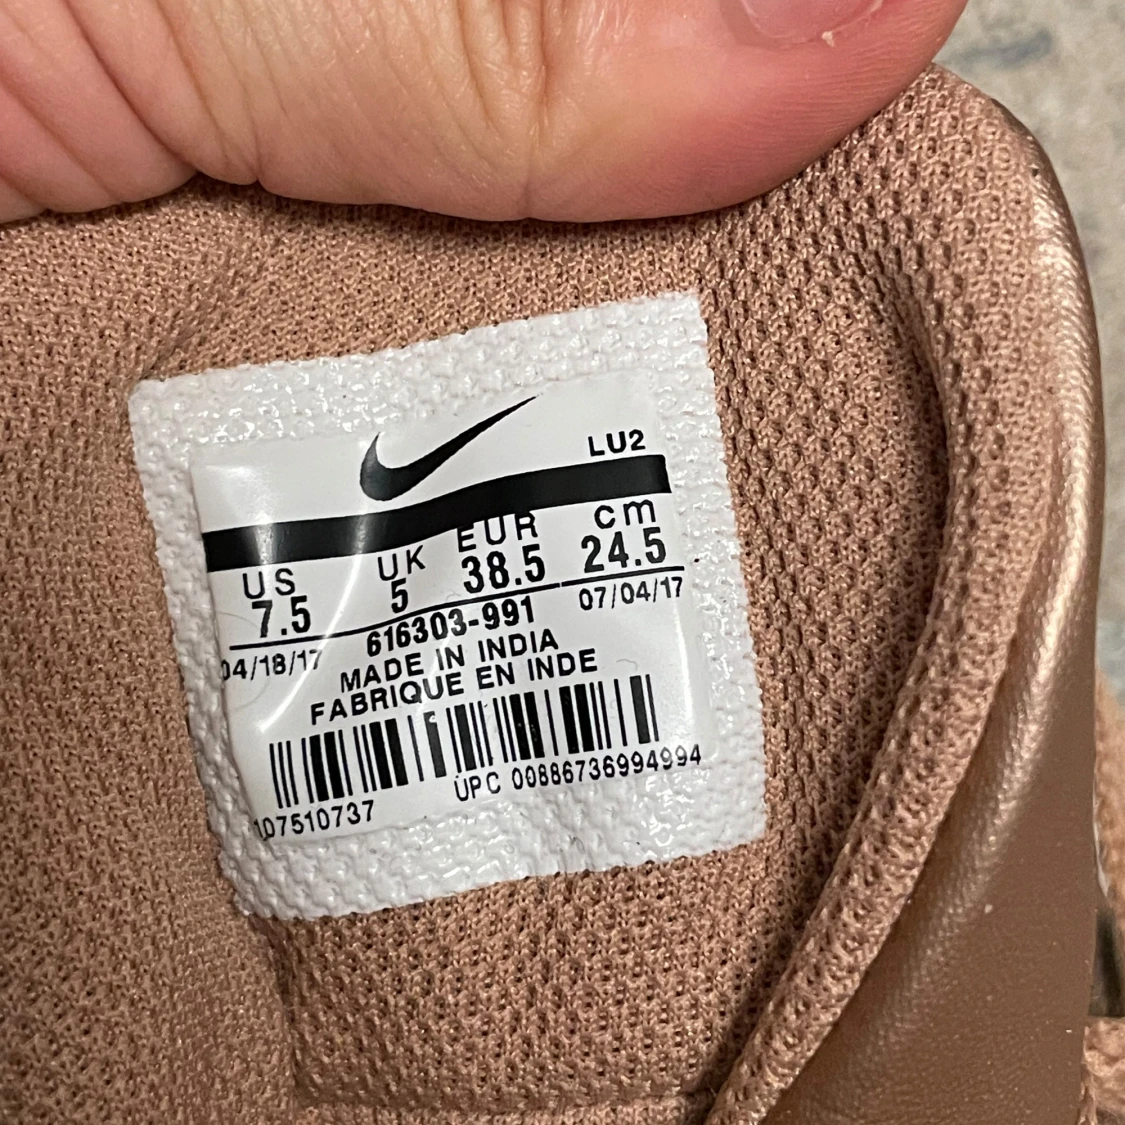 LU2
US UK EUR cm
7.5 5 38.5 24.5
04/18/17 616303-991 07/04/17
MADE IN INDIA
FABRIQUE EN INDE
UPC 00886736994994
107510737